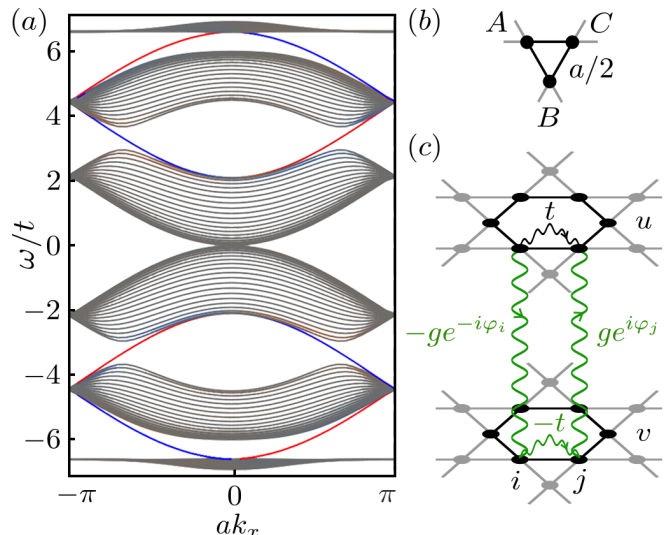 (a)
6
4
2
0
−2
−4
−6
ω/t
−π
0
π
ak_x
(b)
A
C
a/2
B
(c)
t
u
−ge^{−iφ_i}
ge^{iφ_j}
−t
v
i
j